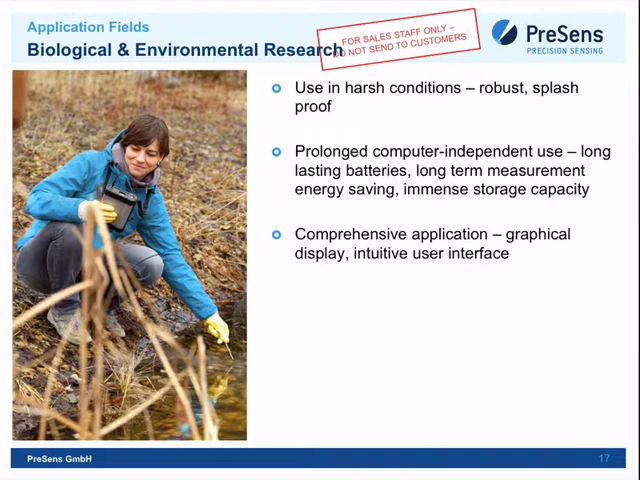 Application Fields
Biological & Environmental Research
FOR SALES STAFF ONLY –
DO NOT SEND TO CUSTOMERS
PreSens
PRECISION SENSING
Use in harsh conditions – robust, splash
proof
Prolonged computer-independent use – long
lasting batteries, long term measurement
energy saving, immense storage capacity
Comprehensive application – graphical
display, intuitive user interface
PreSens GmbH
17